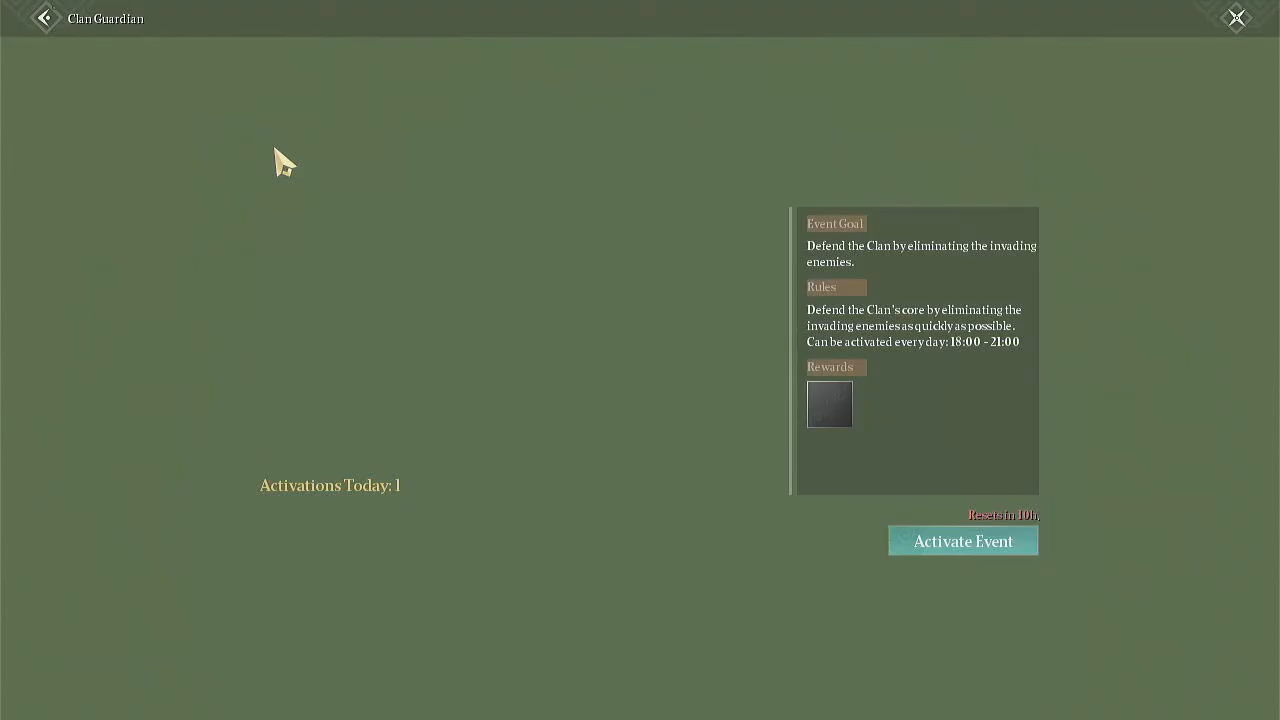 Clan Guardian
Event Goal
Defend the Clan by eliminating the invading
enemies.
Rules
Defend the Clan's core by eliminating the
invading enemies as quickly as possible.
Can be activated every day: 18:00 - 21:00
Rewards
Activations Today: 1
Resets in 10h.
Activate Event